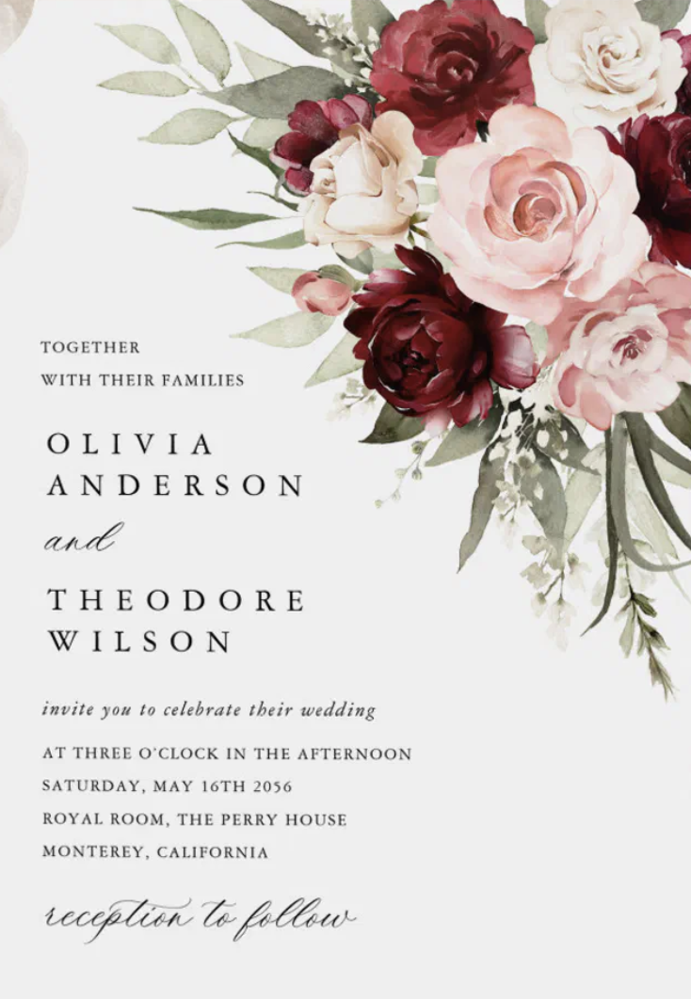 TOGETHER
WITH THEIR FAMILIES
OLIVIA
ANDERSON
and
THEODORE
WILSON
invite you to celebrate their wedding
AT THREE O'CLOCK IN THE AFTERNOON
SATURDAY, MAY 16TH 2056
ROYAL ROOM, THE PERRY HOUSE
MONTEREY, CALIFORNIA
reception to follow